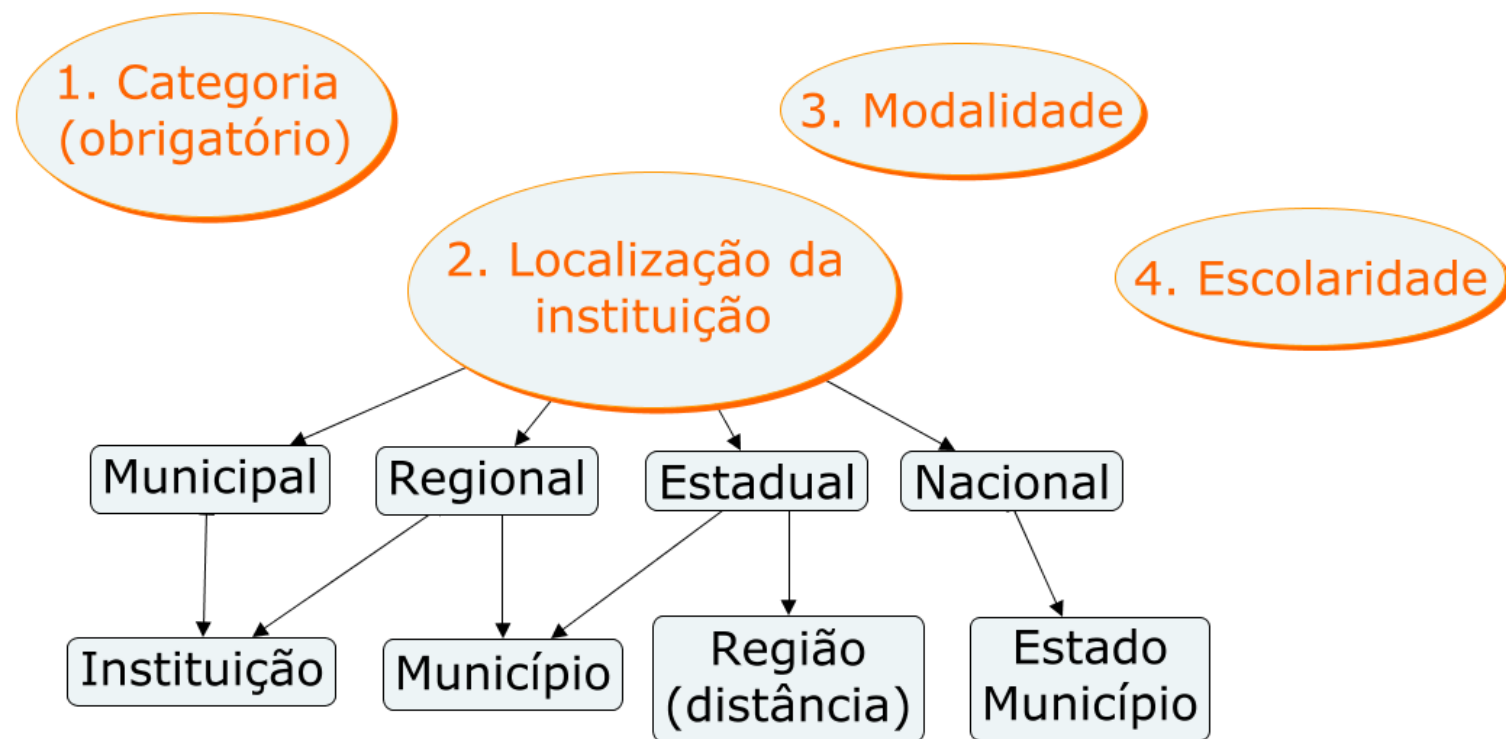 1. Categoria
(obrigatório)
3. Modalidade
2. Localização da
instituição
4. Escolaridade
Municipal
Regional
Estadual
Nacional
Instituição
Município
Região
(distância)
Estado
Município